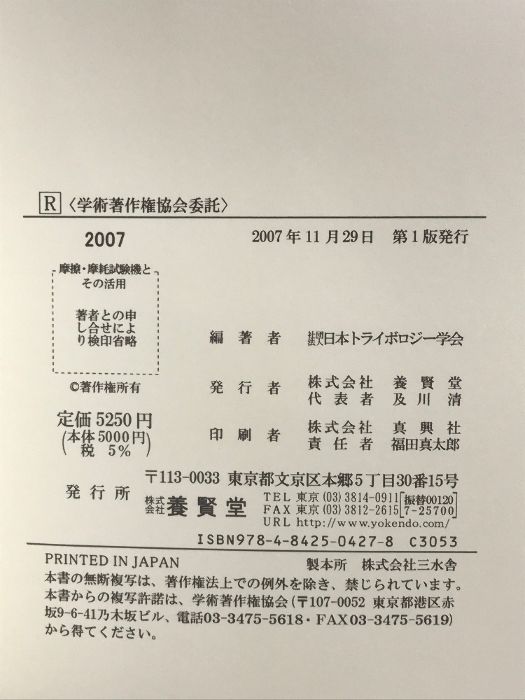 R 〈学術著作権協会委託〉
2007
2007年11月29日 第1版発行
摩擦・摩耗試験機と
その活用
著者との申
し合せによ
り検印省略
©著作権所有
定価5250円
(本体5000円
税 5%)
編著者 社団法人日本トライボロジー学会
発行者 株式会社 養賢堂
代表者 及川清
印刷者 株式会社 真興社
責任者 福田真太郎
発行所
〒113-0033 東京都文京区本郷5丁目30番15号
株式会社 養賢堂
TEL 東京(03)3814-0911
FAX 東京(03)3812-2615
[振替00120
7-25700]
URL http://www.yokendo.com/
ISBN978-4-8425-0427-8 C3053
PRINTED IN JAPAN 製本所 株式会社三水舎
本書の無断複写は、著作権法上での例外を除き、禁じられています。
本書からの複写許諾は、学術著作権協会(〒107-0052 東京都港区赤
坂9-6-41乃木坂ビル、電話03-3475-5618・FAX03-3475-5619)
から得てください。